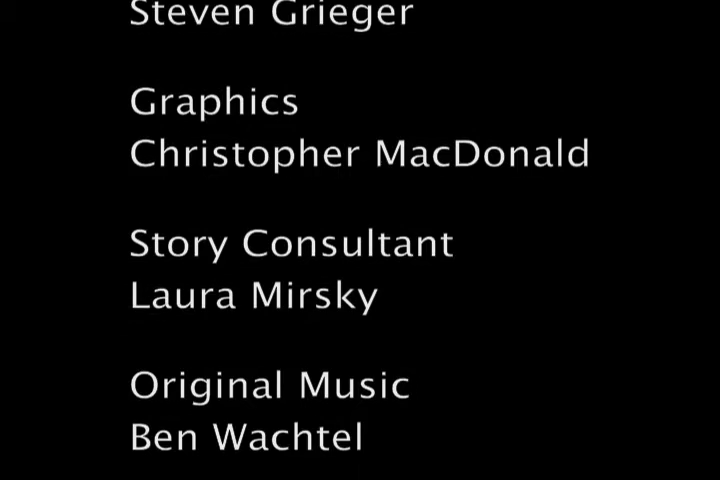 Steven Grieger
Graphics
Christopher MacDonald
Story Consultant
Laura Mirsky
Original Music
Ben Wachtel